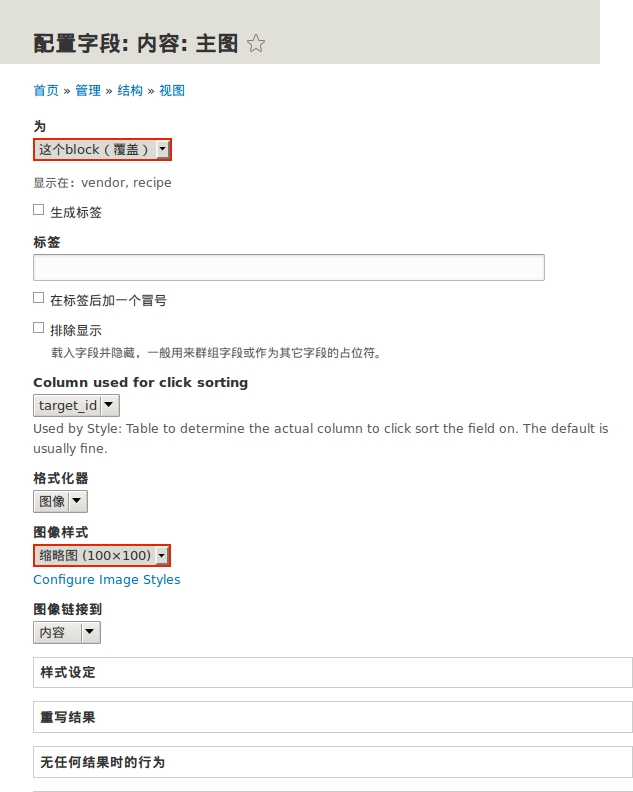 配置字段: 内容: 主图
首页 » 管理 » 结构 » 视图
为
这个block（覆盖）
显示在：vendor, recipe
生成标签
标签
在标签后加一个冒号
排除显示
载入字段并隐藏，一般用来群组字段或作为其它字段的占位符。
Column used for click sorting
target_id
Used by Style: Table to determine the actual column to click sort the field on. The default is
usually fine.
格式化器
图像
图像样式
缩略图 (100×100)
Configure Image Styles
图像链接到
内容
样式设定
重写结果
无任何结果时的行为